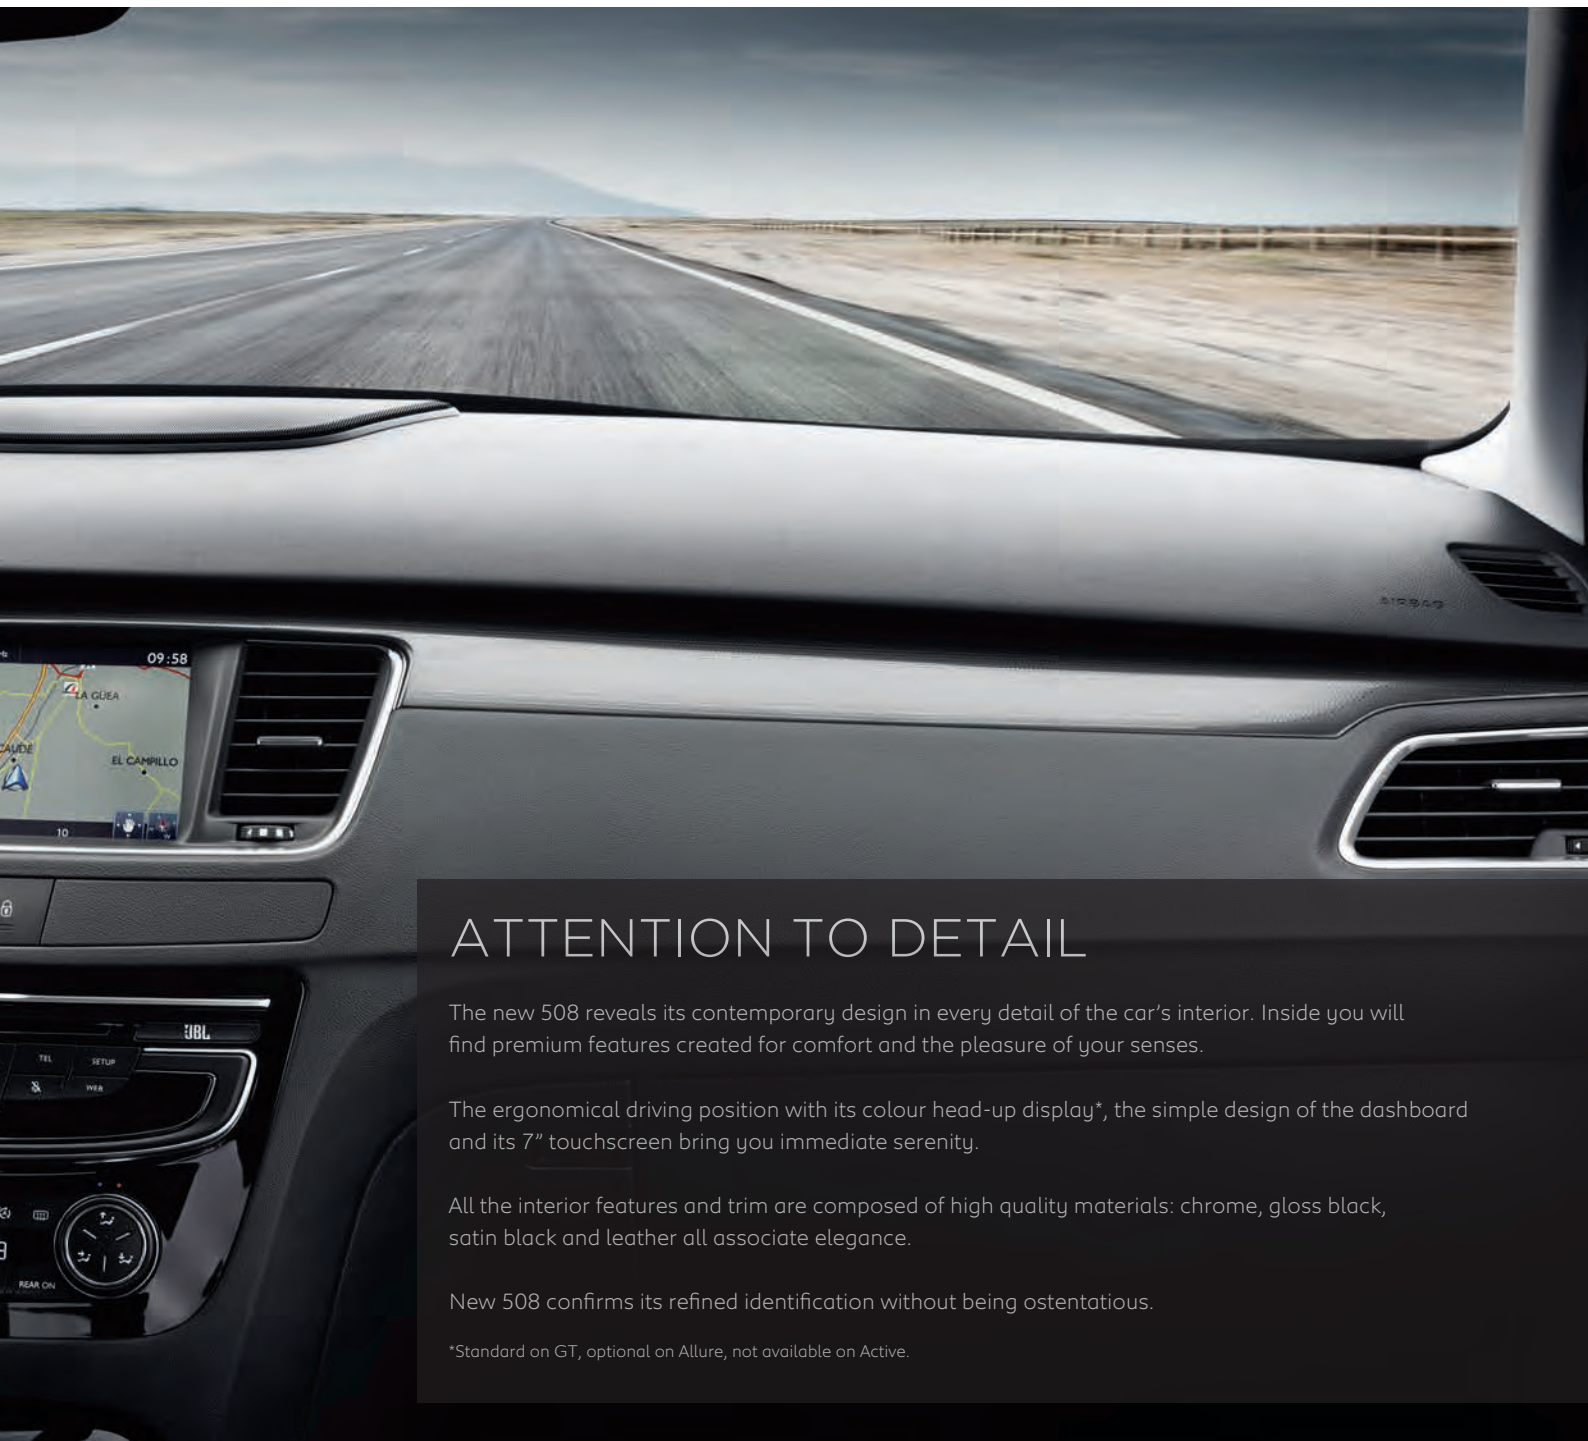 AIRBAG
09:58
LA GÜEA
CAUDÉ
EL CAMPILLO
10
JBL
TEL
SETUP
WEB
REAR ON
ATTENTION TO DETAIL
The new 508 reveals its contemporary design in every detail of the car’s interior. Inside you will
find premium features created for comfort and the pleasure of your senses.
The ergonomical driving position with its colour head-up display*, the simple design of the dashboard
and its 7” touchscreen bring you immediate serenity.
All the interior features and trim are composed of high quality materials: chrome, gloss black,
satin black and leather all associate elegance.
New 508 confirms its refined identification without being ostentatious.
*Standard on GT, optional on Allure, not available on Active.